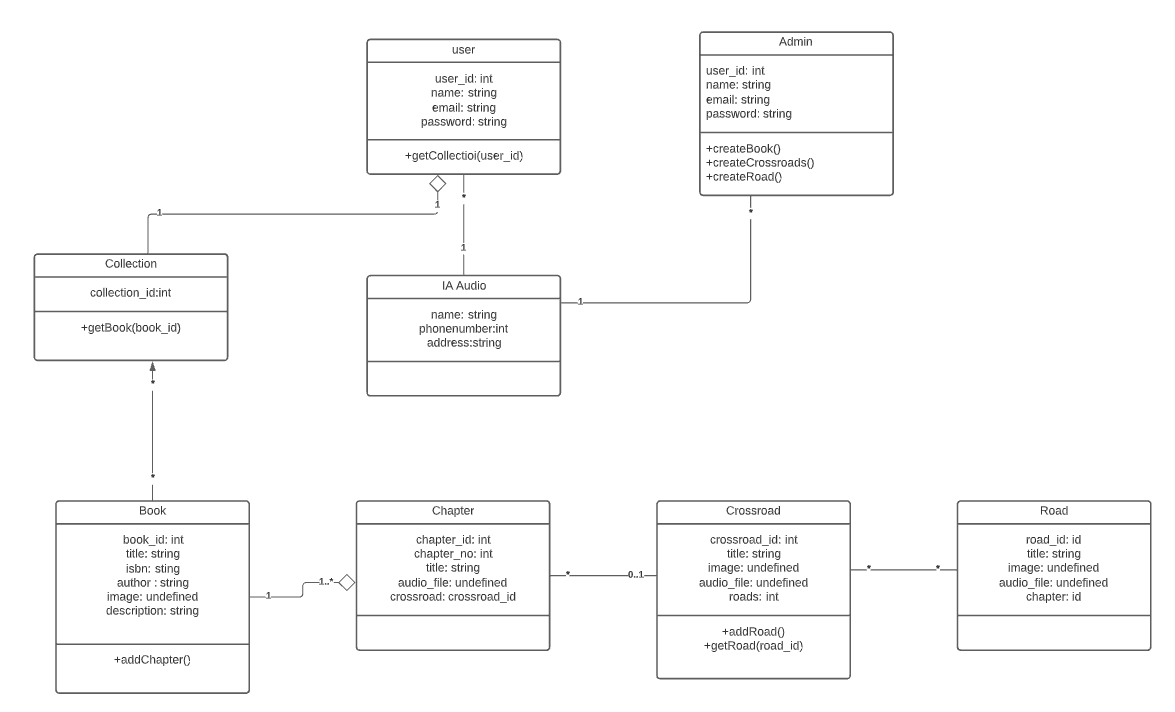 user
user_id: int
name: string
email: string
password: string
+getCollectioi(user_id)
Admin
user_id: int
name: string
email: string
password: string
+createBook()
+createCrossroads()
+createRoad()
1
*
*
1
1
Collection
collection_id:int
+getBook(book_id)
IA Audio
name: string
phonenumber:int
address:string
1
*
*
Book
book_id: int
title: string
isbn: sting
author : string
image: undefined
description: string
+addChapter()
1
1..*
Chapter
chapter_id: int
chapter_no: int
title: string
audio_file: undefined
crossroad: crossroad_id
*
0..1
Crossroad
crossroad_id: int
title: string
image: undefined
audio_file: undefined
roads: int
+addRoad()
+getRoad(road_id)
*
*
Road
road_id: id
title: string
image: undefined
audio_file: undefined
chapter: id